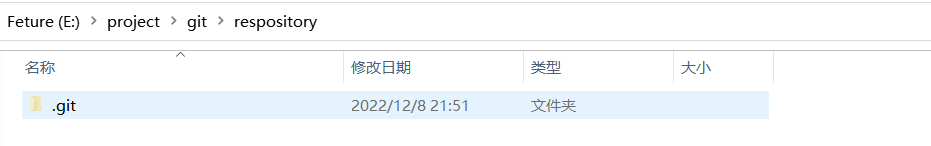 Feture (E:) > project > git > respository
名称 修改日期 类型 大小
.git 2022/12/8 21:51 文件夹